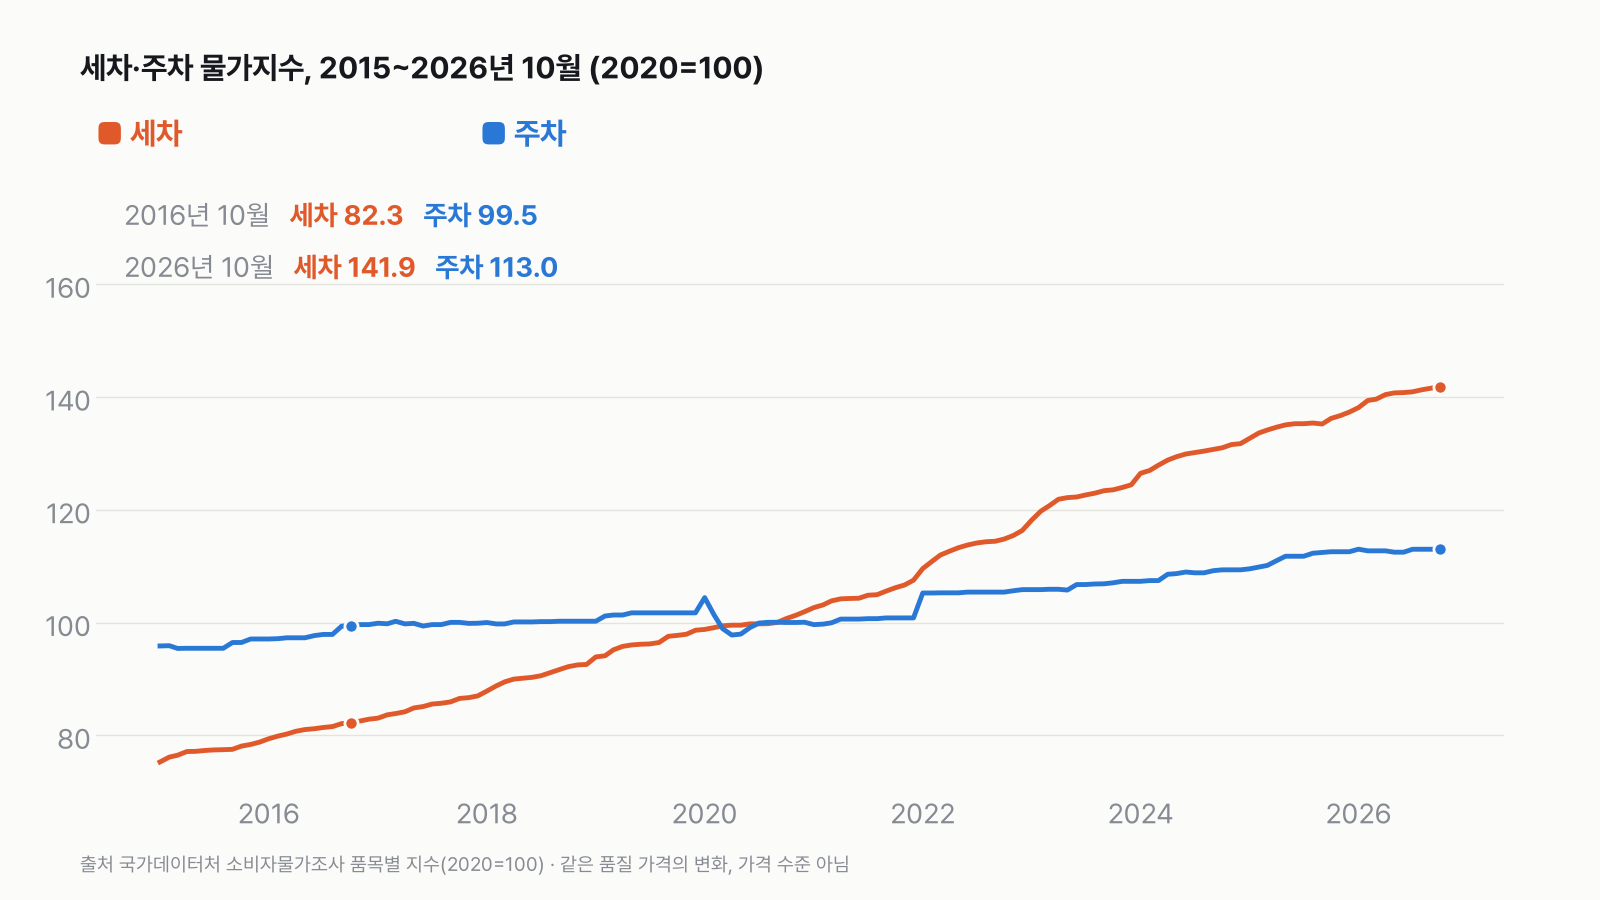 세차·주차 물가지수, 2015~2026년 10월 (2020=100)
세차 주차
2016년 10월 세차 82.3 주차 99.5
2026년 10월 세차 141.9 주차 113.0
160
140
120
100
80
2016 2018 2020 2022 2024 2026
출처 국가데이터처 소비자물가조사 품목별 지수(2020=100) · 같은 품질 가격의 변화, 가격 수준 아님